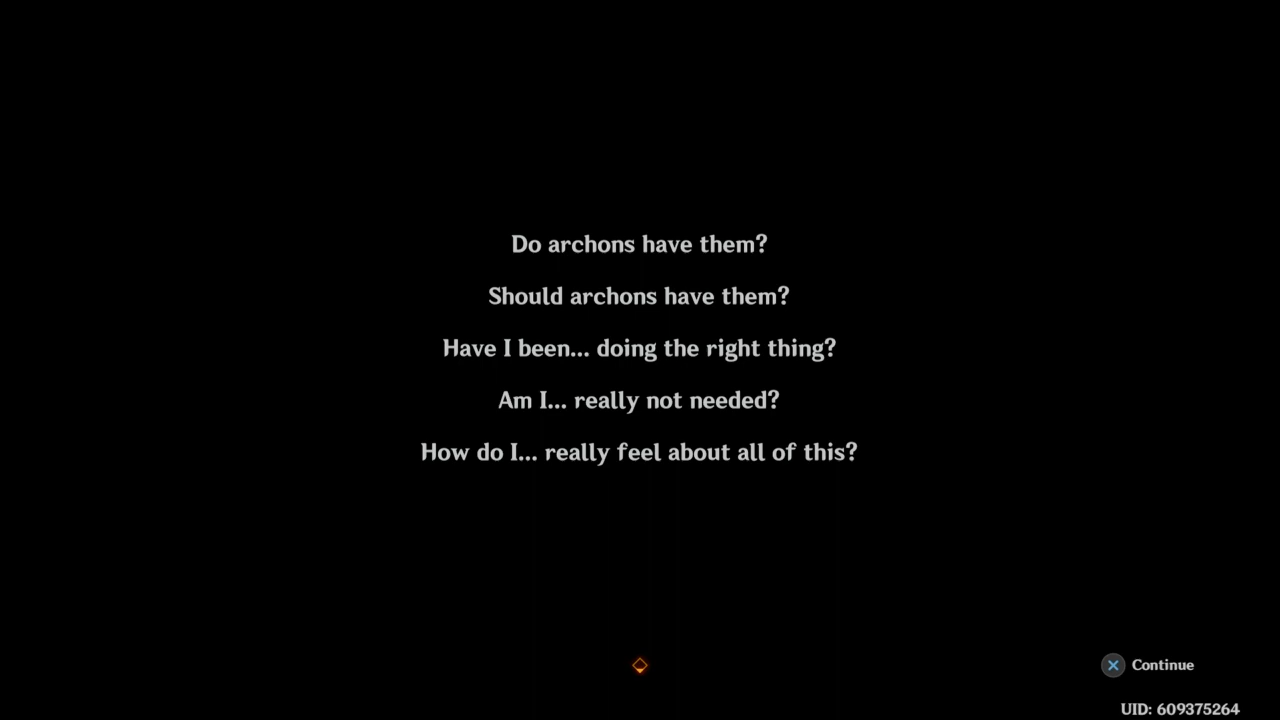 Do archons have them?
Should archons have them?
Have I been... doing the right thing?
Am I... really not needed?
How do I... really feel about all of this?
Continue
UID: 609375264